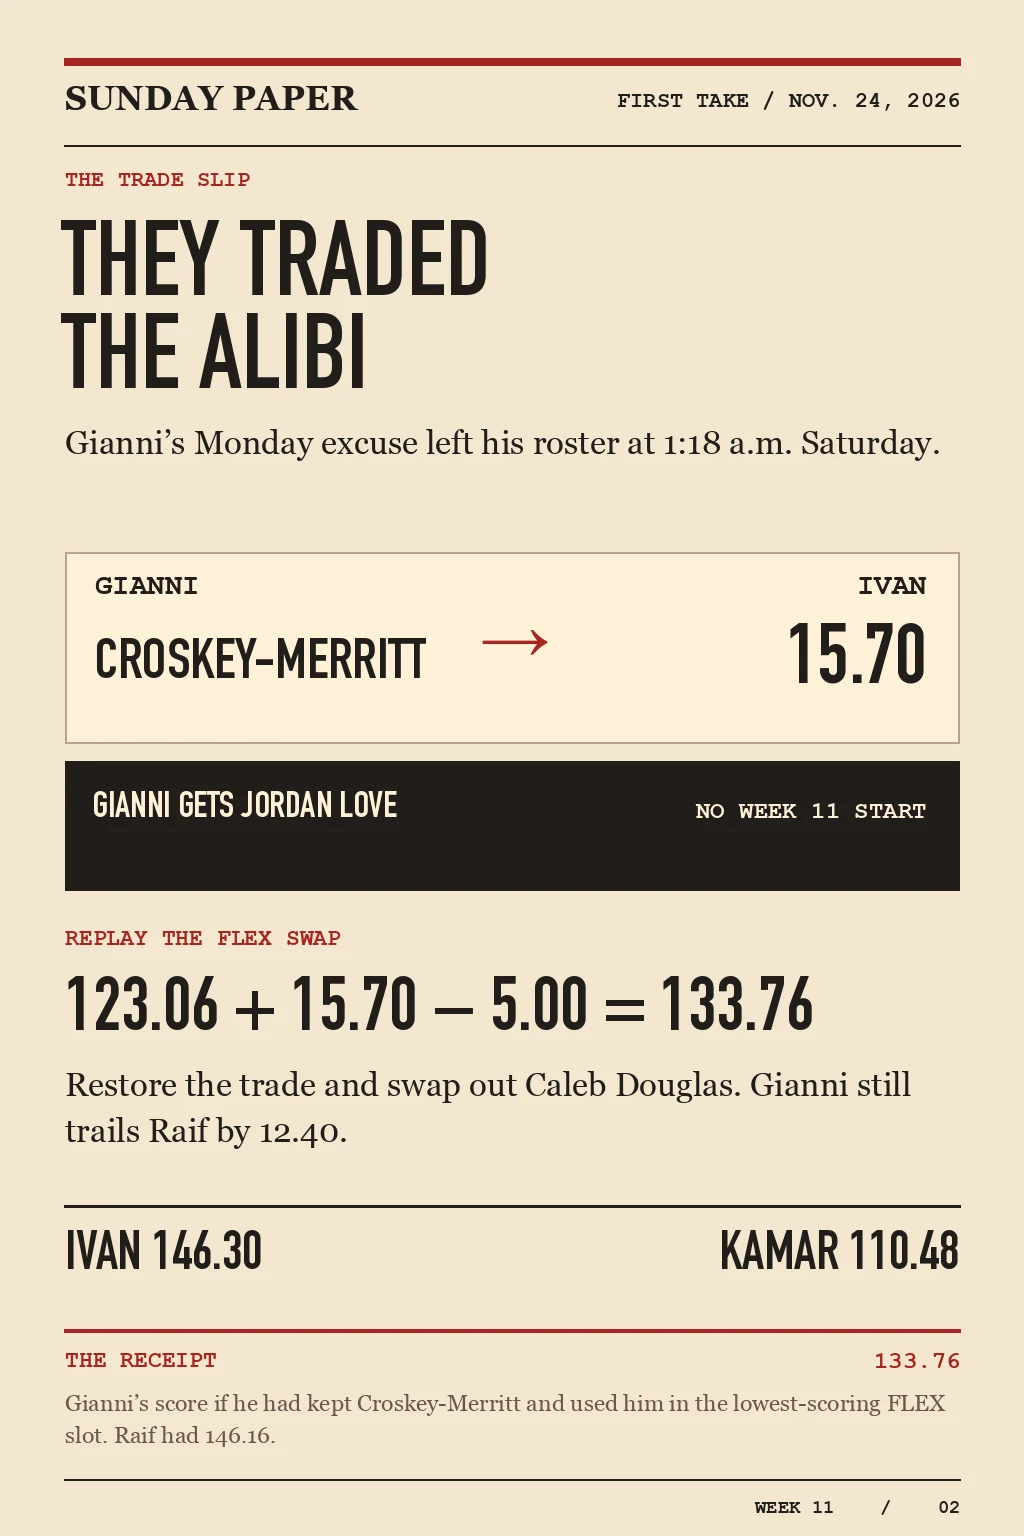 SUNDAY PAPER
FIRST TAKE / NOV. 24, 2026
THE TRADE SLIP
THEY TRADED
THE ALIBI
Gianni’s Monday excuse left his roster at 1:18 a.m. Saturday.
GIANNI
IVAN
CROSKEY–MERRITT → 15.70
GIANNI GETS JORDAN LOVE
NO WEEK 11 START
REPLAY THE FLEX SWAP
123.06 + 15.70 – 5.00 = 133.76
Restore the trade and swap out Caleb Douglas. Gianni still
trails Raif by 12.40.
IVAN 146.30
KAMAR 110.48
THE RECEIPT
133.76
Gianni’s score if he had kept Croskey-Merritt and used him in the lowest-scoring FLEX
slot. Raif had 146.16.
WEEK 11 / 02